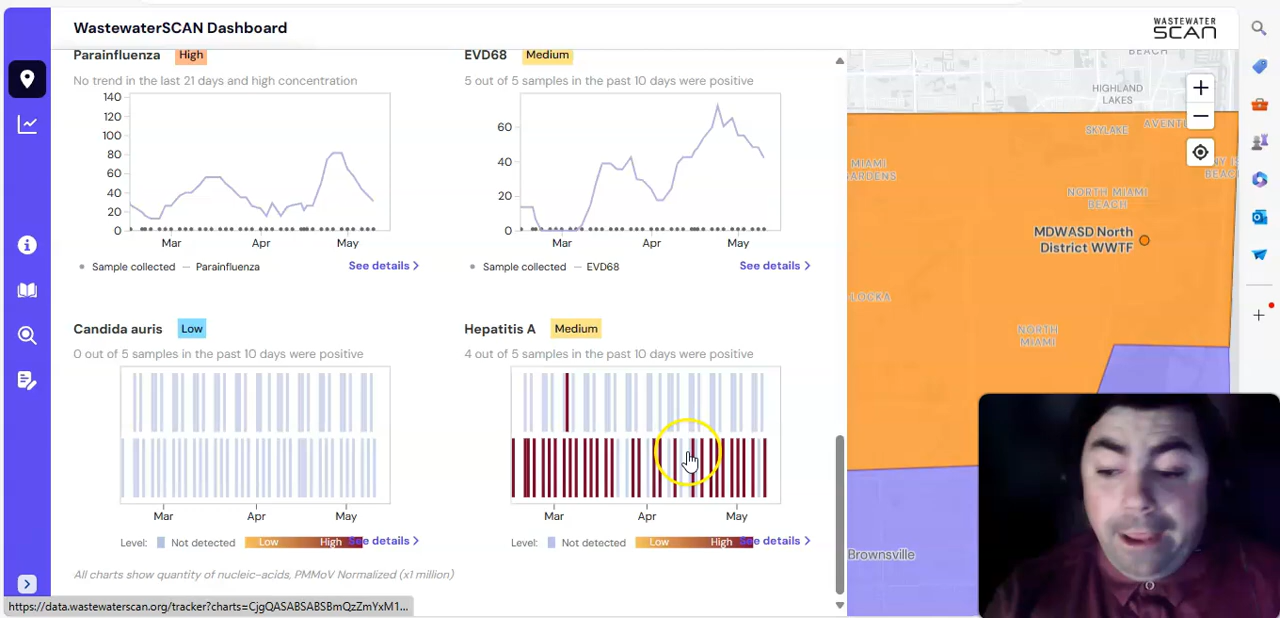 WastewaterSCAN Dashboard
WASTEWATER
SCAN
Parainfluenza High
No trend in the last 21 days and high concentration
140
120
100
80
60
40
20
0
Mar Apr May
Sample collected Parainfluenza
See details
EVD68 Medium
5 out of 5 samples in the past 10 days were positive
60
40
20
0
Mar Apr May
Sample collected EVD68
See details
Candida auris Low
0 out of 5 samples in the past 10 days were positive
Mar Apr May
Level: Not detected Low High See details
Hepatitis A Medium
4 out of 5 samples in the past 10 days were positive
Mar Apr May
Level: Not detected Low High See details
All charts show quantity of nucleic-acids, PMMoV Normalized (x1 million)
https://data.wastewaterscan.org/tracker?charts=CjgQASABSABSBmQzZmYxM1...
BEACH
HIGHLAND
LAKES
SKYLAKE
MIAMI
NORTH MIAMI
BEACH
MDWASD North
District WWTF
NORTH
MIAMI
Brownsville